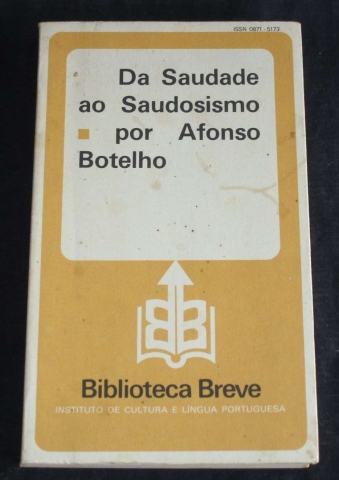 ISSN 0871-5173
Da Saudade
ao Saudosismo
▪ por Afonso
Botelho
BB
Biblioteca Breve
INSTITUTO DE CULTURA E LÍNGUA PORTUGUESA